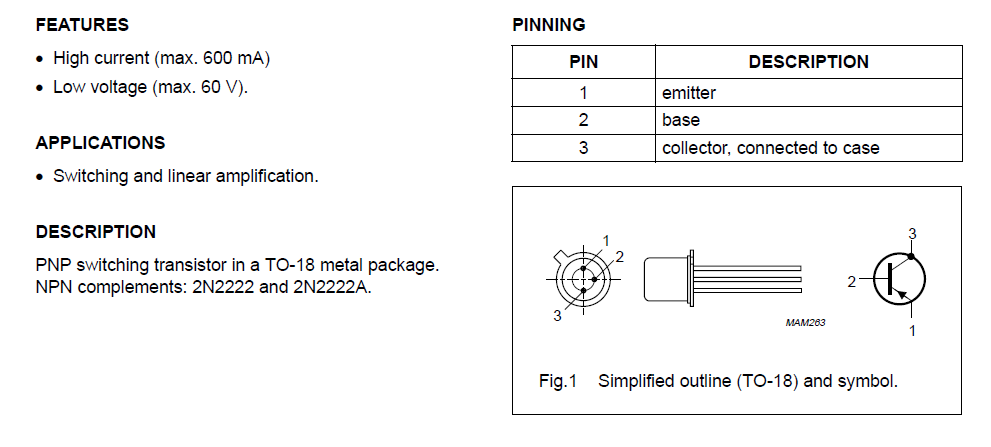 FEATURES
• High current (max. 600 mA)
• Low voltage (max. 60 V).
APPLICATIONS
• Switching and linear amplification.
DESCRIPTION
PNP switching transistor in a TO-18 metal package.
NPN complements: 2N2222 and 2N2222A.
PINNING
PIN DESCRIPTION
1 emitter
2 base
3 collector, connected to case
1
2
3
3
2
1
MAM263
Fig.1 Simplified outline (TO-18) and symbol.